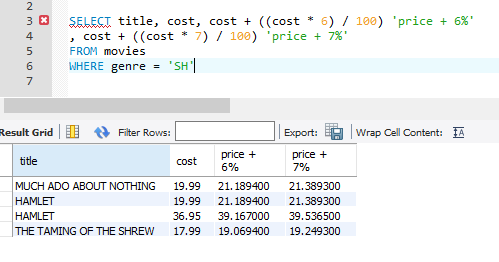 2
3 SELECT title, cost, cost + ((cost * 6) / 100) 'price + 6%'
4 , cost + ((cost * 7) / 100) 'price + 7%'
5 FROM movies
6 WHERE genre = 'SH'
7
Result Grid Filter Rows: Export: Wrap Cell Content: IA
title cost price + 6% price + 7%
MUCH ADO ABOUT NOTHING 19.99 21.189400 21.389300
HAMLET 19.99 21.189400 21.389300
HAMLET 36.95 39.167000 39.536500
THE TAMING OF THE SHREW 17.99 19.069400 19.249300